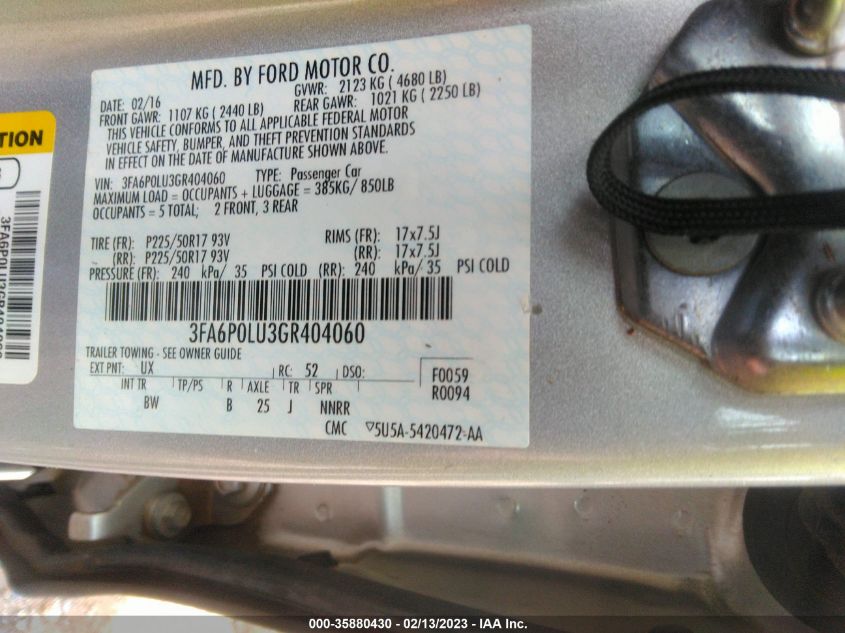 MFD. BY FORD MOTOR CO.
DATE: 02/16 GVWR: 2123 KG ( 4680 LB)
FRONT GAWR: 1107 KG ( 2440 LB) REAR GAWR: 1021 KG ( 2250 LB)
THIS VEHICLE CONFORMS TO ALL APPLICABLE FEDERAL MOTOR
VEHICLE SAFETY, BUMPER, AND THEFT PREVENTION STANDARDS
IN EFFECT ON THE DATE OF MANUFACTURE SHOWN ABOVE.
VIN: 3FA6P0LU3GR404060 TYPE: Passenger Car
MAXIMUM LOAD = OCCUPANTS + LUGGAGE = 385KG/ 850LB
OCCUPANTS = 5 TOTAL; 2 FRONT, 3 REAR
TIRE (FR): P225/50R17 93V RIMS (FR): 17x7.5J
(RR): P225/50R17 93V (RR): 17x7.5J
PRESSURE (FR): 240 kPa/ 35 PSI COLD (RR): 240 kPa/ 35 PSI COLD
3FA6P0LU3GR404060
TRAILER TOWING - SEE OWNER GUIDE
EXT PNT: UX RC: 52 DSO: F0059
INT TR TP/PS R AXLE TR SPR R0094
BW B 25 J NNRR
CMC 5U5A-5420472-AA
000-35880430 - 02/13/2023 - IAA Inc.